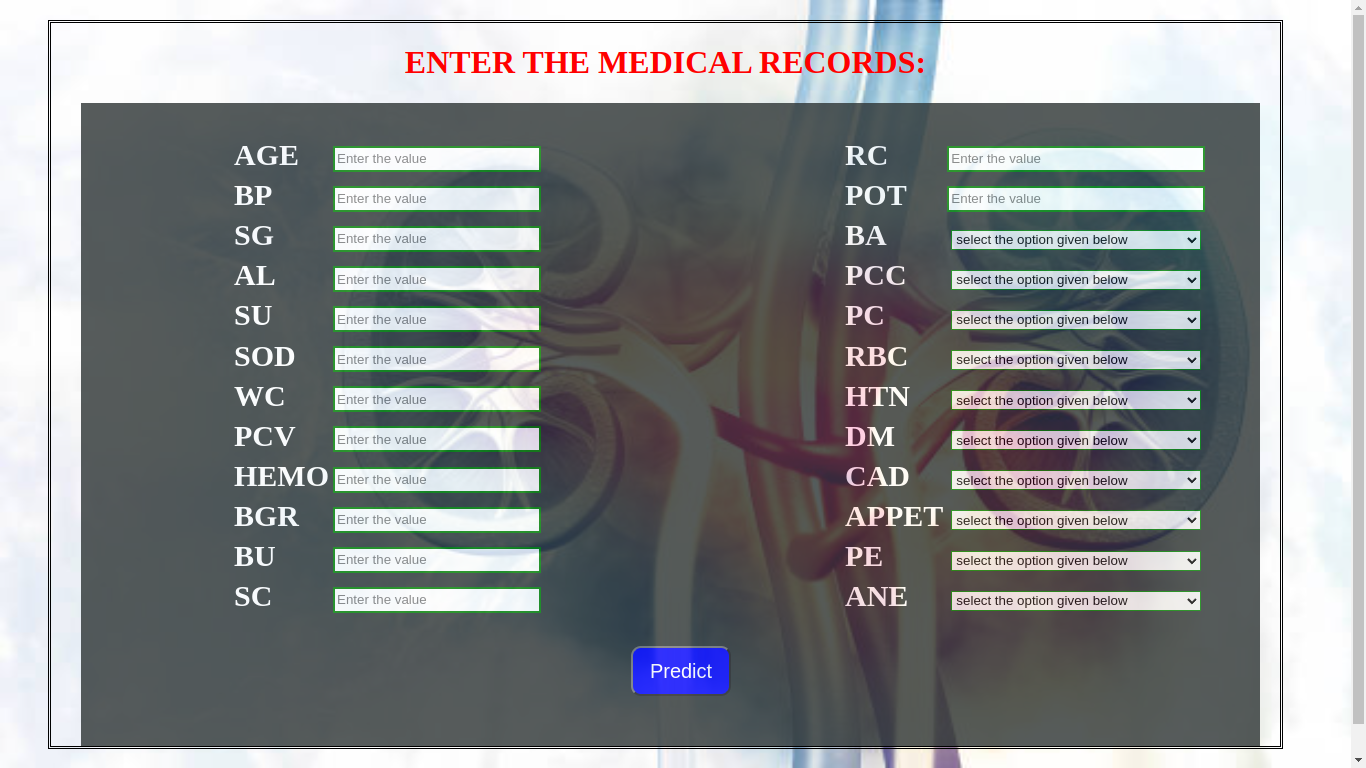 ENTER THE MEDICAL RECORDS:
AGE Enter the value
BP Enter the value
SG Enter the value
AL Enter the value
SU Enter the value
SOD Enter the value
WC Enter the value
PCV Enter the value
HEMO Enter the value
BGR Enter the value
BU Enter the value
SC Enter the value
RC Enter the value
POT Enter the value
BA select the option given below
PCC select the option given below
PC select the option given below
RBC select the option given below
HTN select the option given below
DM select the option given below
CAD select the option given below
APPET select the option given below
PE select the option given below
ANE select the option given below
Predict